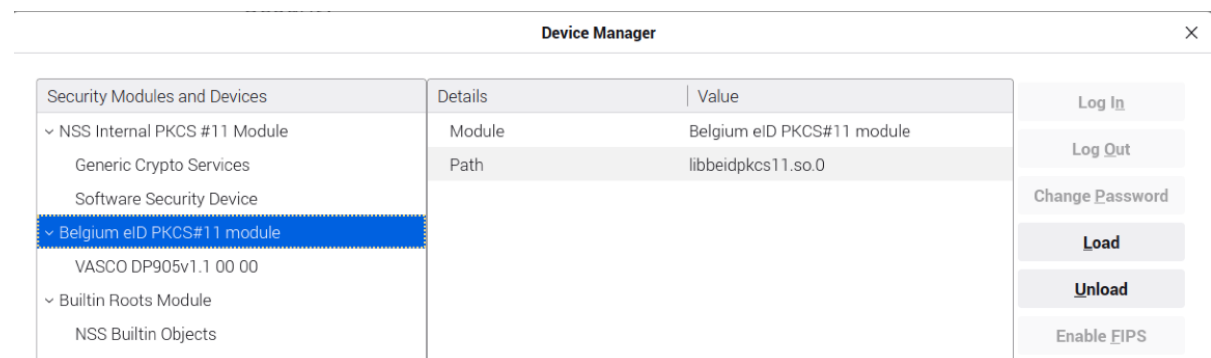 Device Manager
Security Modules and Devices
Details
Value
Log In
NSS Internal PKCS #11 Module
Module
Belgium eID PKCS#11 module
Log Out
Generic Crypto Services
Path
libbeidpkcs11.so.0
Software Security Device
Change Password
Belgium eID PKCS#11 module
Load
VASCO DP905v1.1 00 00
Unload
Builtin Roots Module
NSS Builtin Objects
Enable FIPS